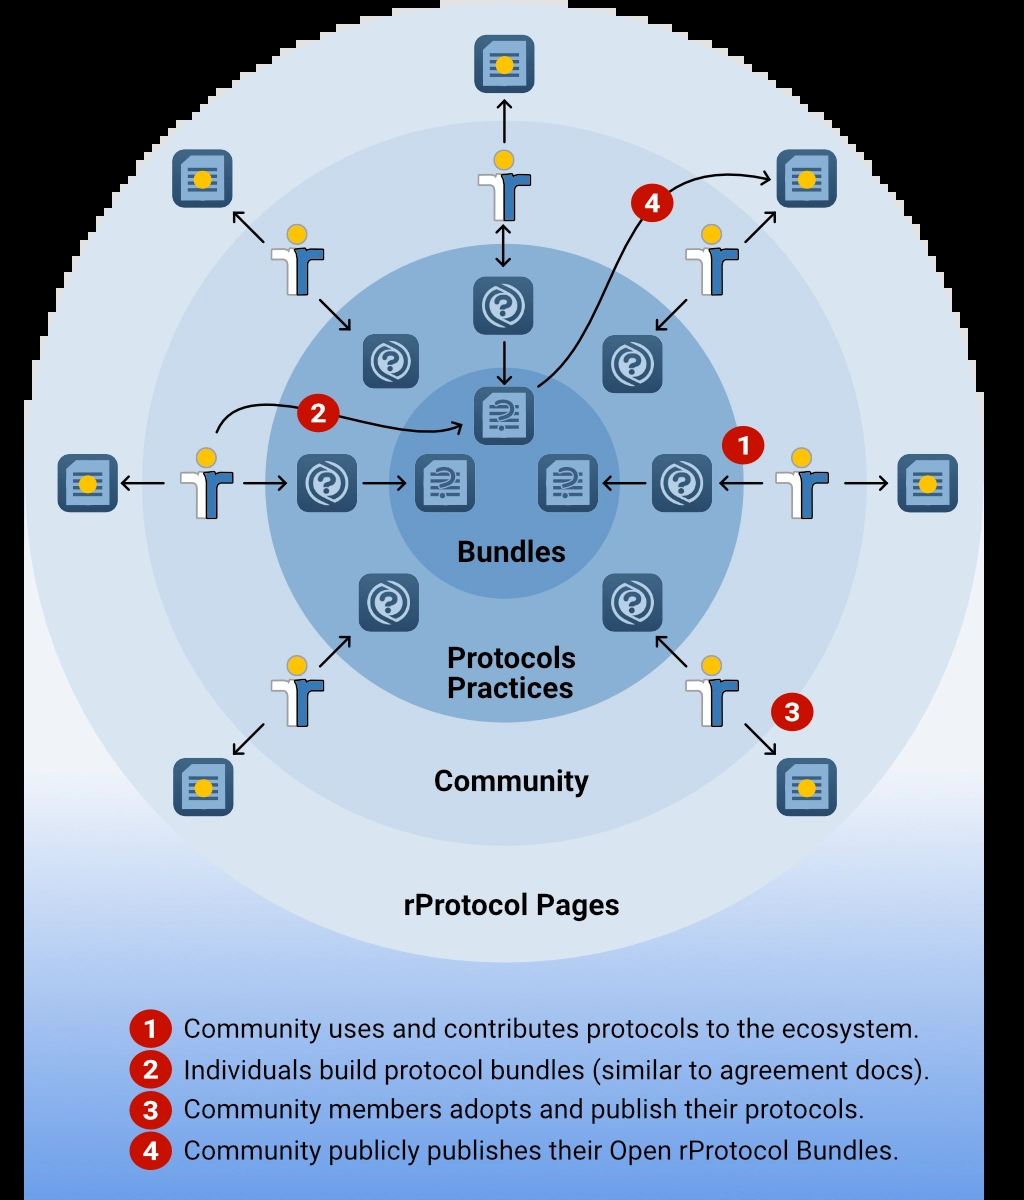 4
2
1
Bundles
Protocols
Practices
3
Community
rProtocol Pages
1 Community uses and contributes protocols to the ecosystem.
2 Individuals build protocol bundles (similar to agreement docs).
3 Community members adopts and publish their protocols.
4 Community publicly publishes their Open rProtocol Bundles.